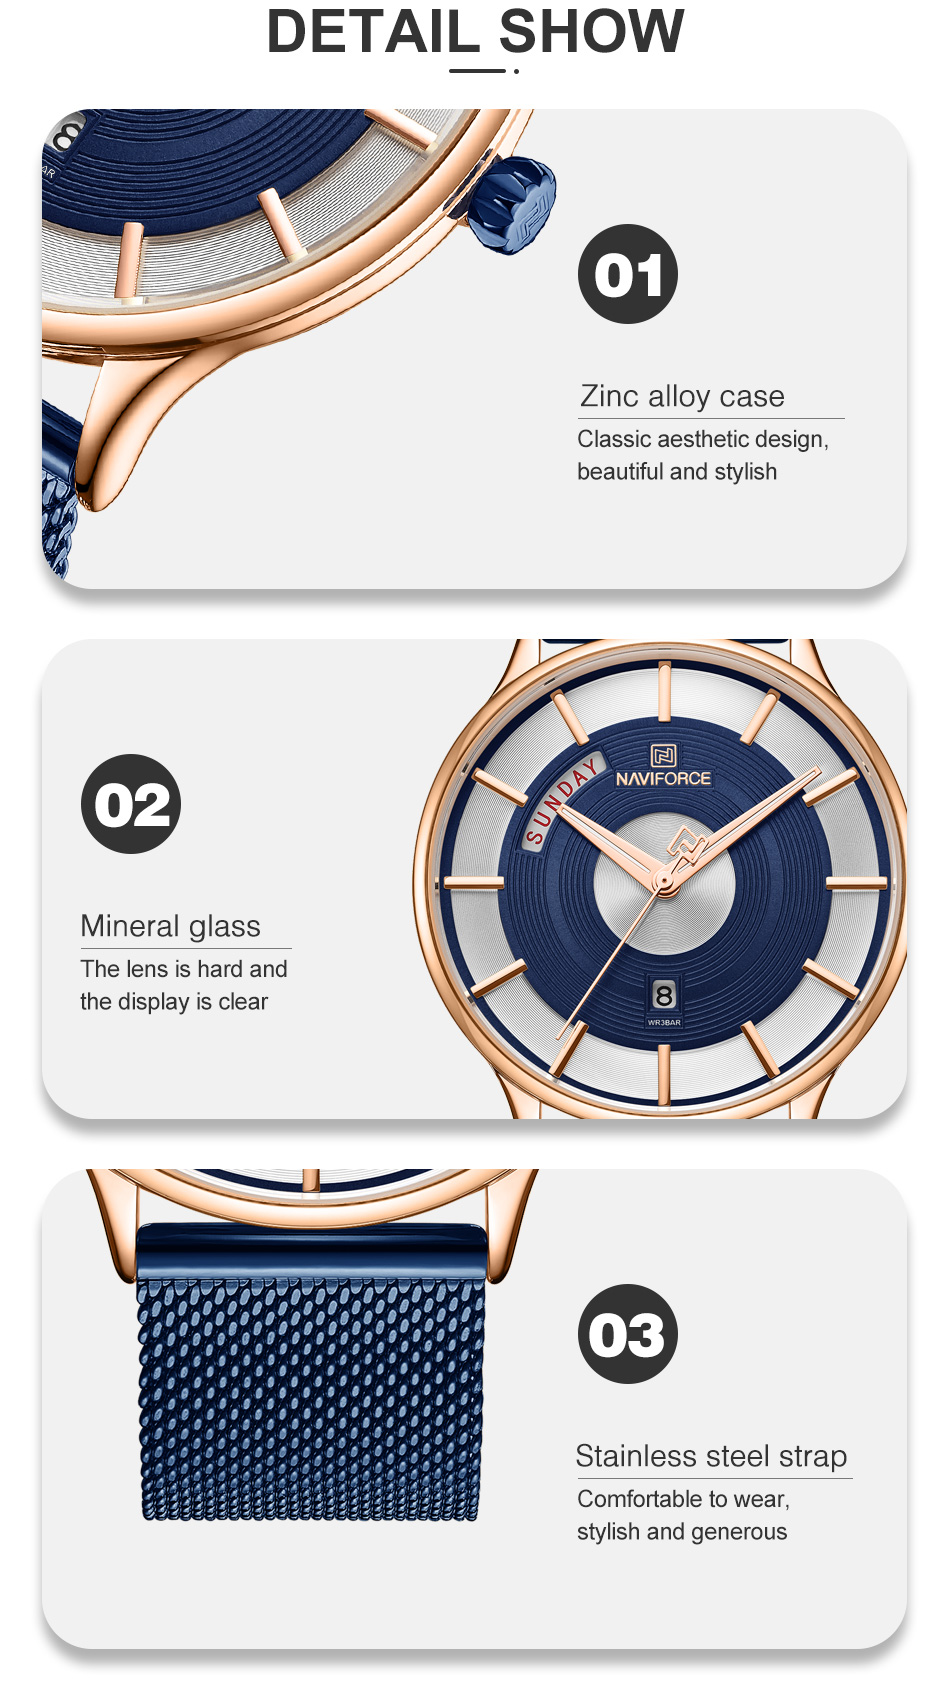 DETAIL SHOW
8
AR
01
Zinc alloy case
Classic aesthetic design,
beautiful and stylish
02
Mineral glass
The lens is hard and
the display is clear
SUNDAY
NAVIFORCE
8
WR3BAR
03
Stainless steel strap
Comfortable to wear,
stylish and generous